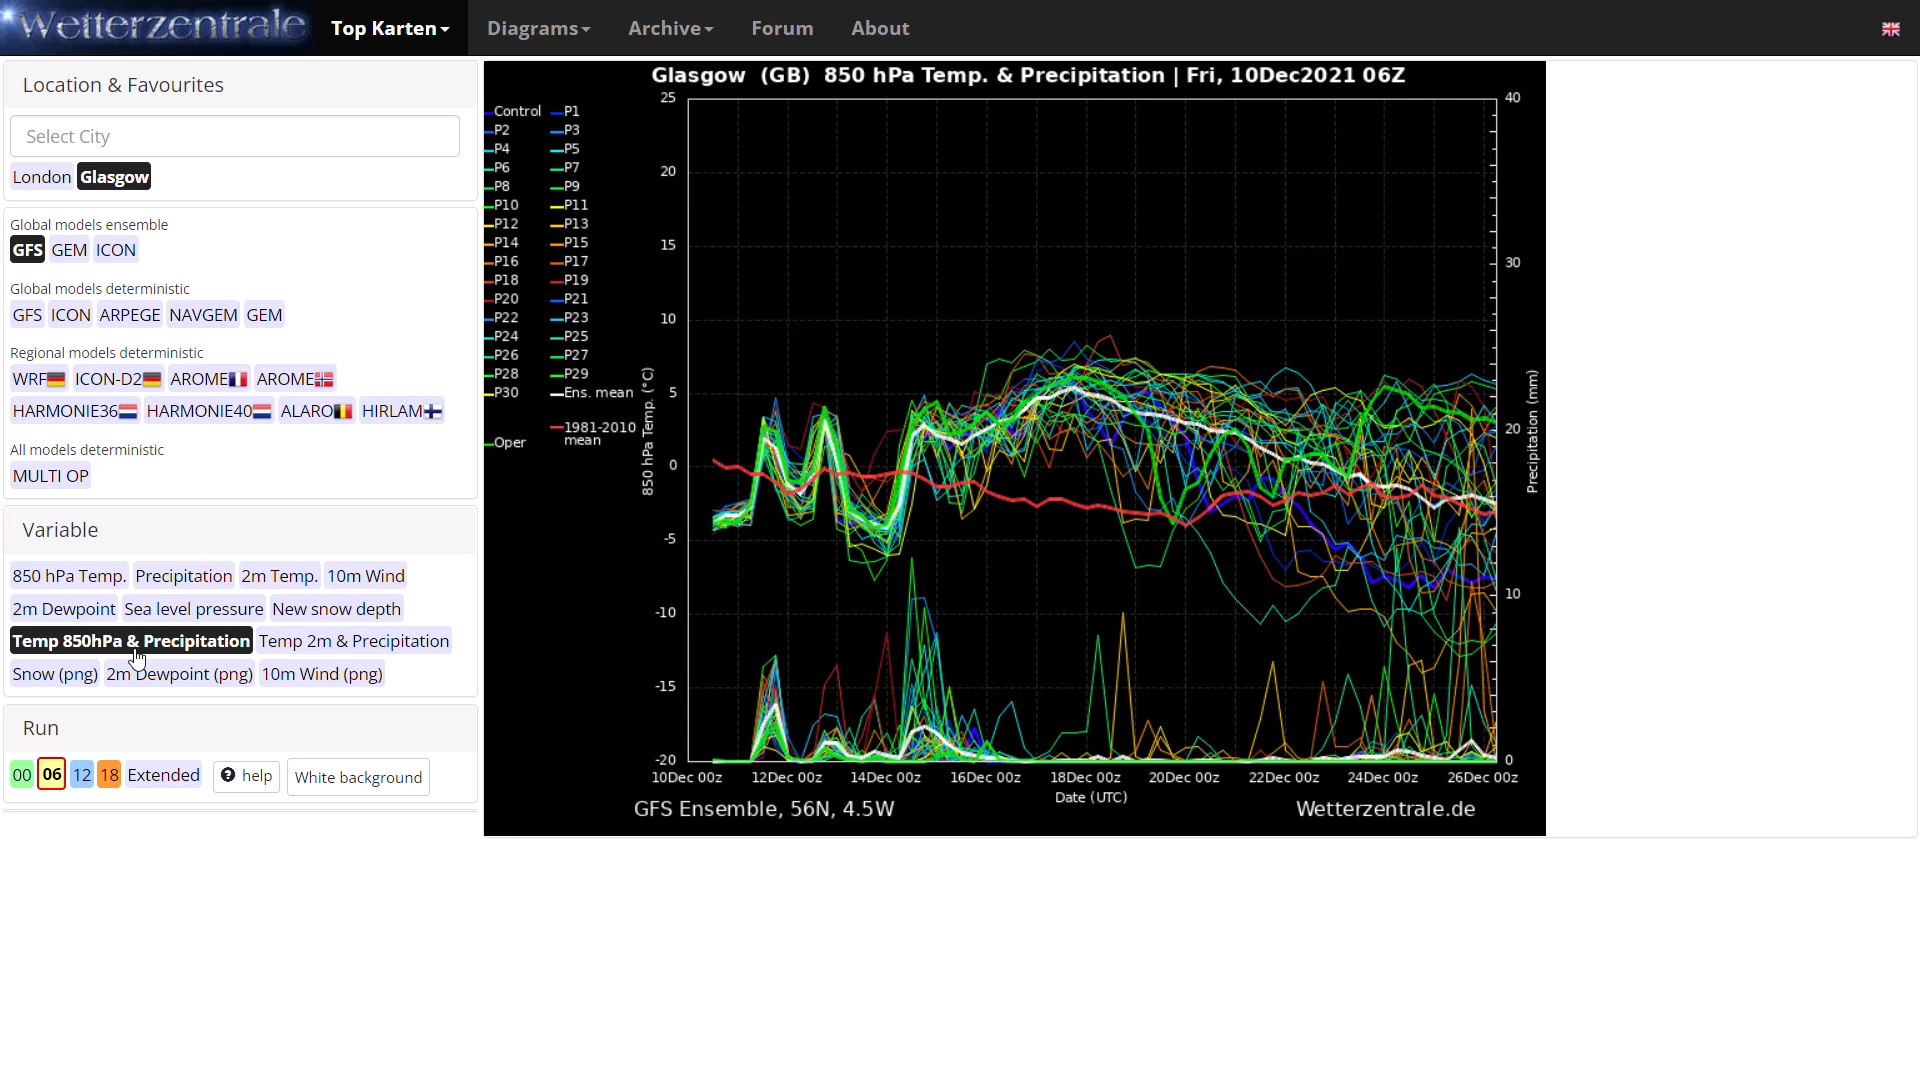 Wetterzentrale Top Karten Diagrams Archive Forum About
Location & Favourites
Select City
London Glasgow
Global models ensemble
GFS GEM ICON
Global models deterministic
GFS ICON ARPEGE NAVGEM GEM
Regional models deterministic
WRF ICON-D2 AROME AROME
HARMONIE36 HARMONIE40 ALARO HIRLAM
All models deterministic
MULTI OP
Variable
850 hPa Temp. Precipitation 2m Temp. 10m Wind
2m Dewpoint Sea level pressure New snow depth
Temp 850hPa & Precipitation Temp 2m & Precipitation
Snow (png) 2m Dewpoint (png) 10m Wind (png)
Run
00 06 12 18 Extended help White background
Glasgow (GB) 850 hPa Temp. & Precipitation | Fri, 10Dec2021 06Z
Control P1
P2 P3
P4 P5
P6 P7
P8 P9
P10 P11
P12 P13
P14 P15
P16 P17
P18 P19
P20 P21
P22 P23
P24 P25
P26 P27
P28 P29
P30 Ens. mean
Oper 1981-2010
mean
850 hPa Temp. (°C)
25
20
15
10
5
0
-5
-10
-15
-20
40
30
20
10
0
Precipitation (mm)
10Dec 00z 12Dec 00z 14Dec 00z 16Dec 00z 18Dec 00z 20Dec 00z 22Dec 00z 24Dec 00z 26Dec 00z
Date (UTC)
GFS Ensemble, 56N, 4.5W Wetterzentrale.de